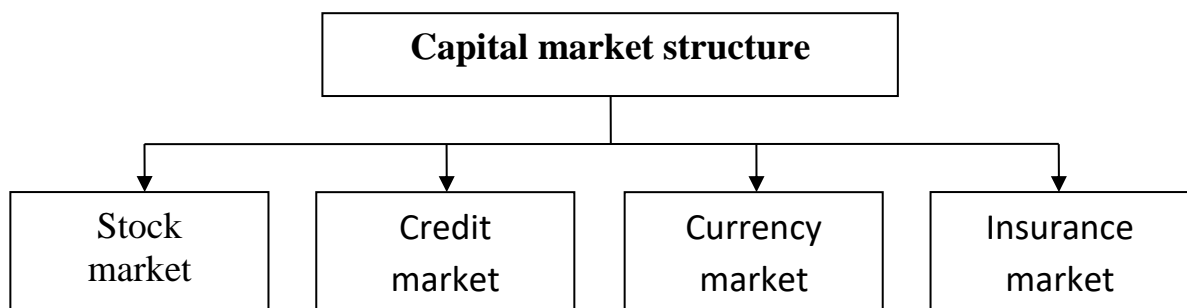 Capital market structure
Stock
market
Credit
market
Currency
market
Insurance
market